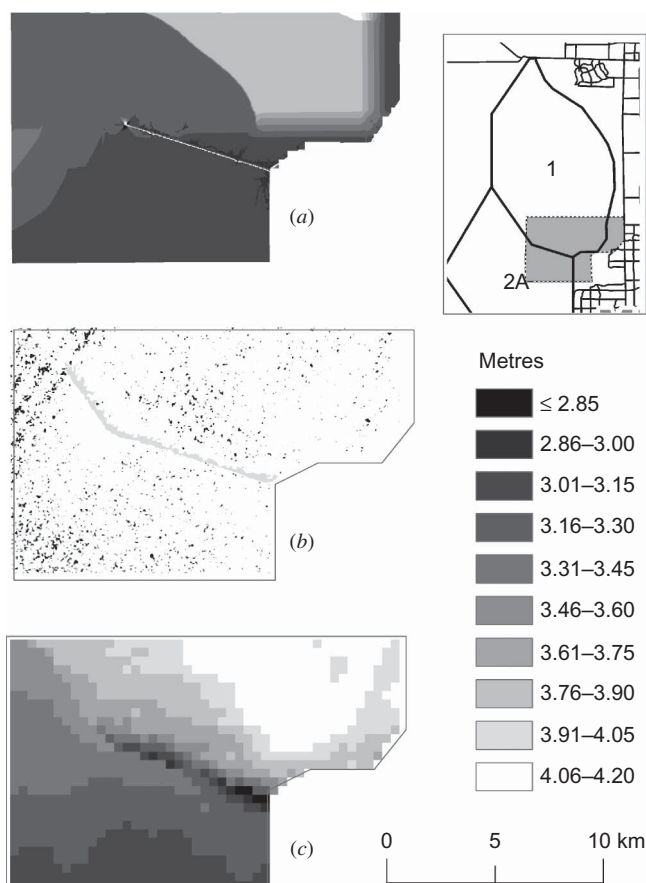 (a)
1
2A
(b)
(c)
Metres
≤ 2.85
2.86–3.00
3.01–3.15
3.16–3.30
3.31–3.45
3.46–3.60
3.61–3.75
3.76–3.90
3.91–4.05
4.06–4.20
0 5 10 km